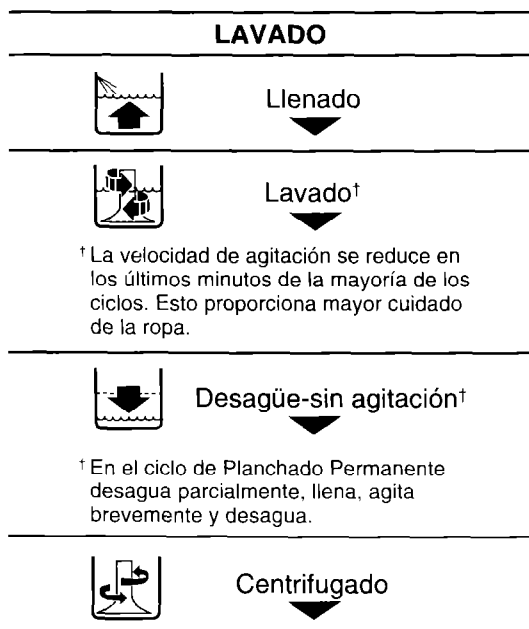 LAVADO
Llenado
Lavado†
† La velocidad de agitación se reduce en
los últimos minutos de la mayoría de los
ciclos. Esto proporciona mayor cuidado
de la ropa.
Desagüe-sin agitación†
† En el ciclo de Planchado Permanente
desagua parcialmente, llena, agita
brevemente y desagua.
Centrifugado